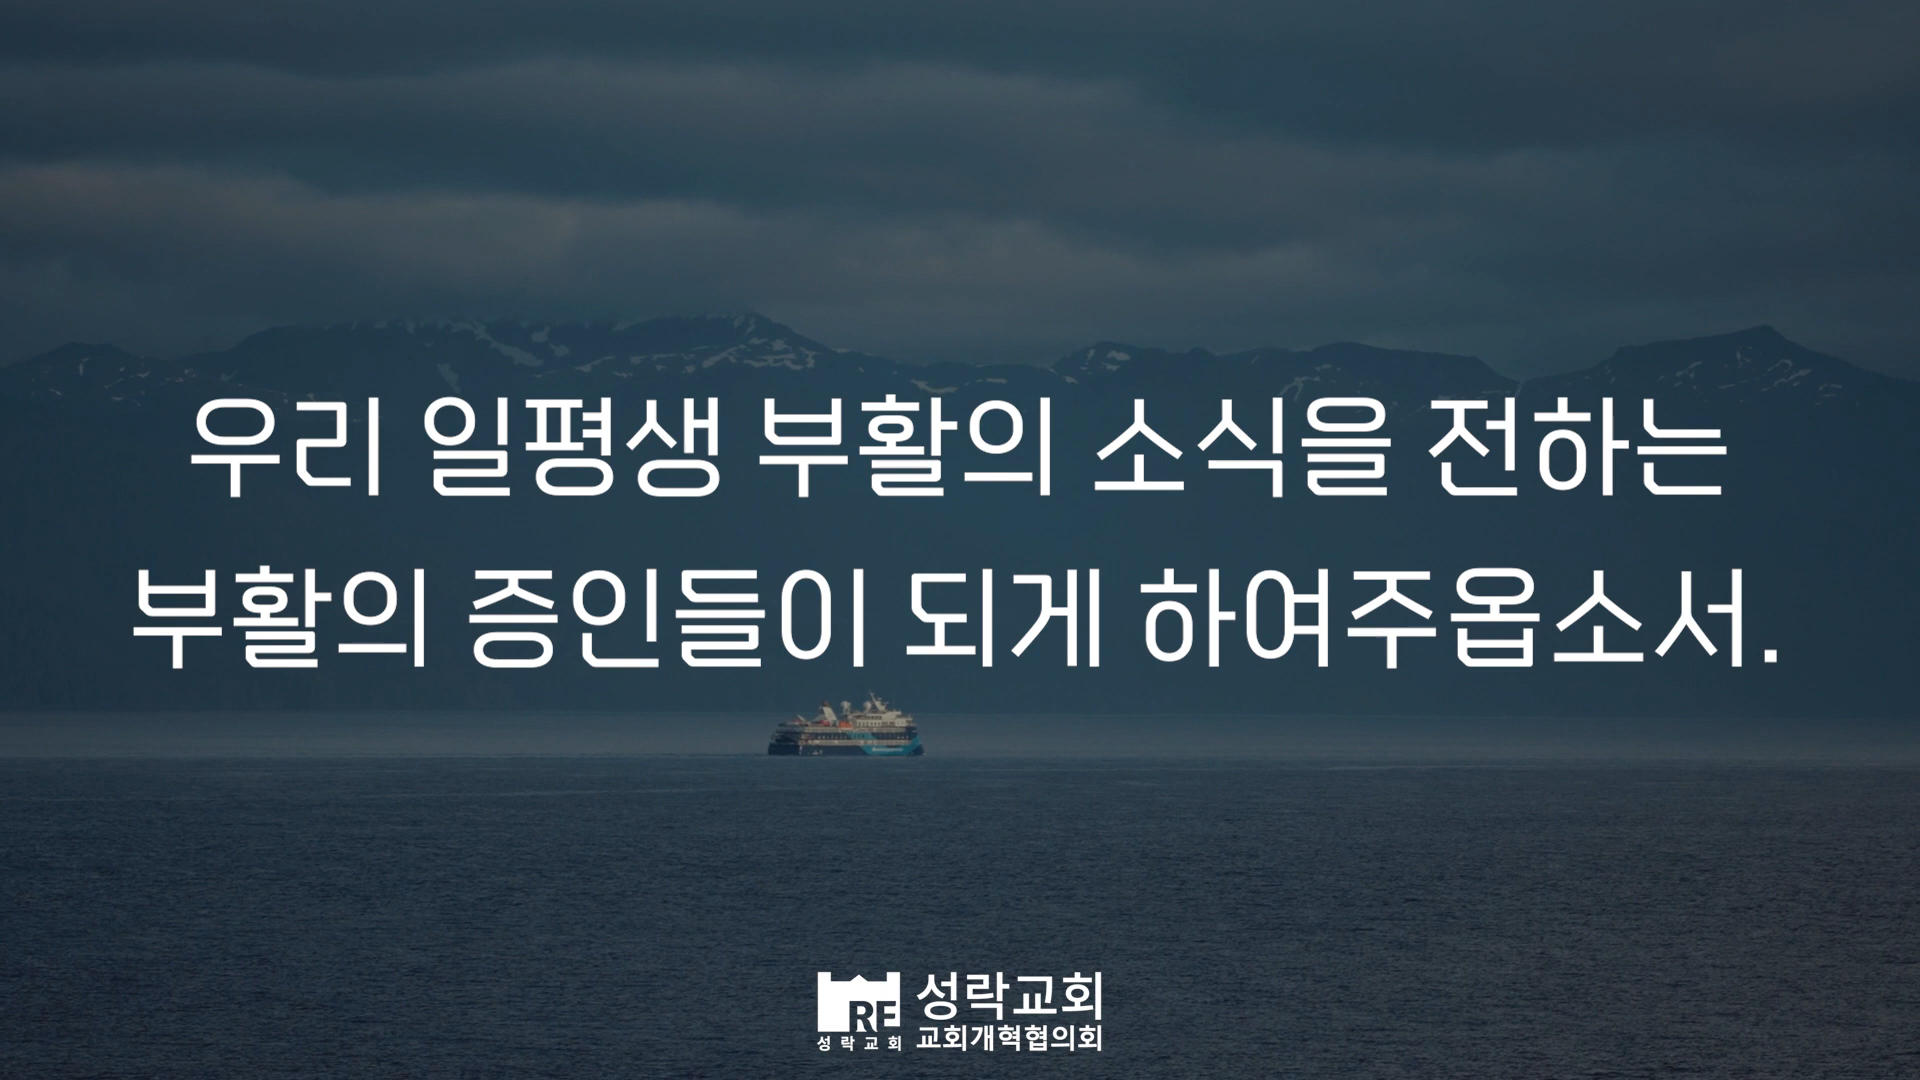 우리 일평생 부활의 소식을 전하는
부활의 증인들이 되게 하여주옵소서.
RE
성락교회
성락교회
교회개혁협의회